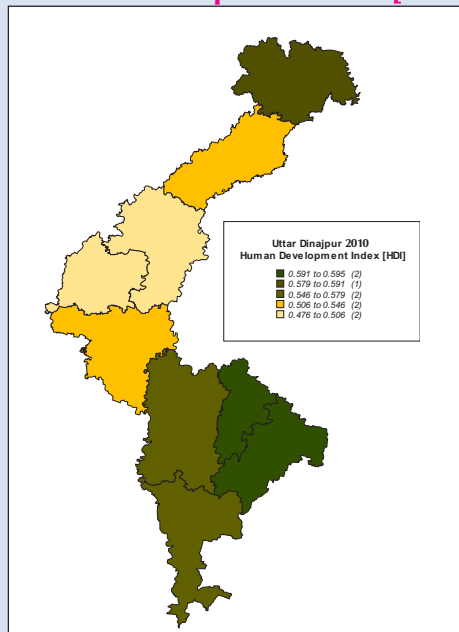 Uttar Dinajpur 2010
Human Development Index [HDI]
0.591 to 0.595 (2)
0.579 to 0.591 (1)
0.546 to 0.579 (2)
0.506 to 0.546 (2)
0.476 to 0.506 (2)